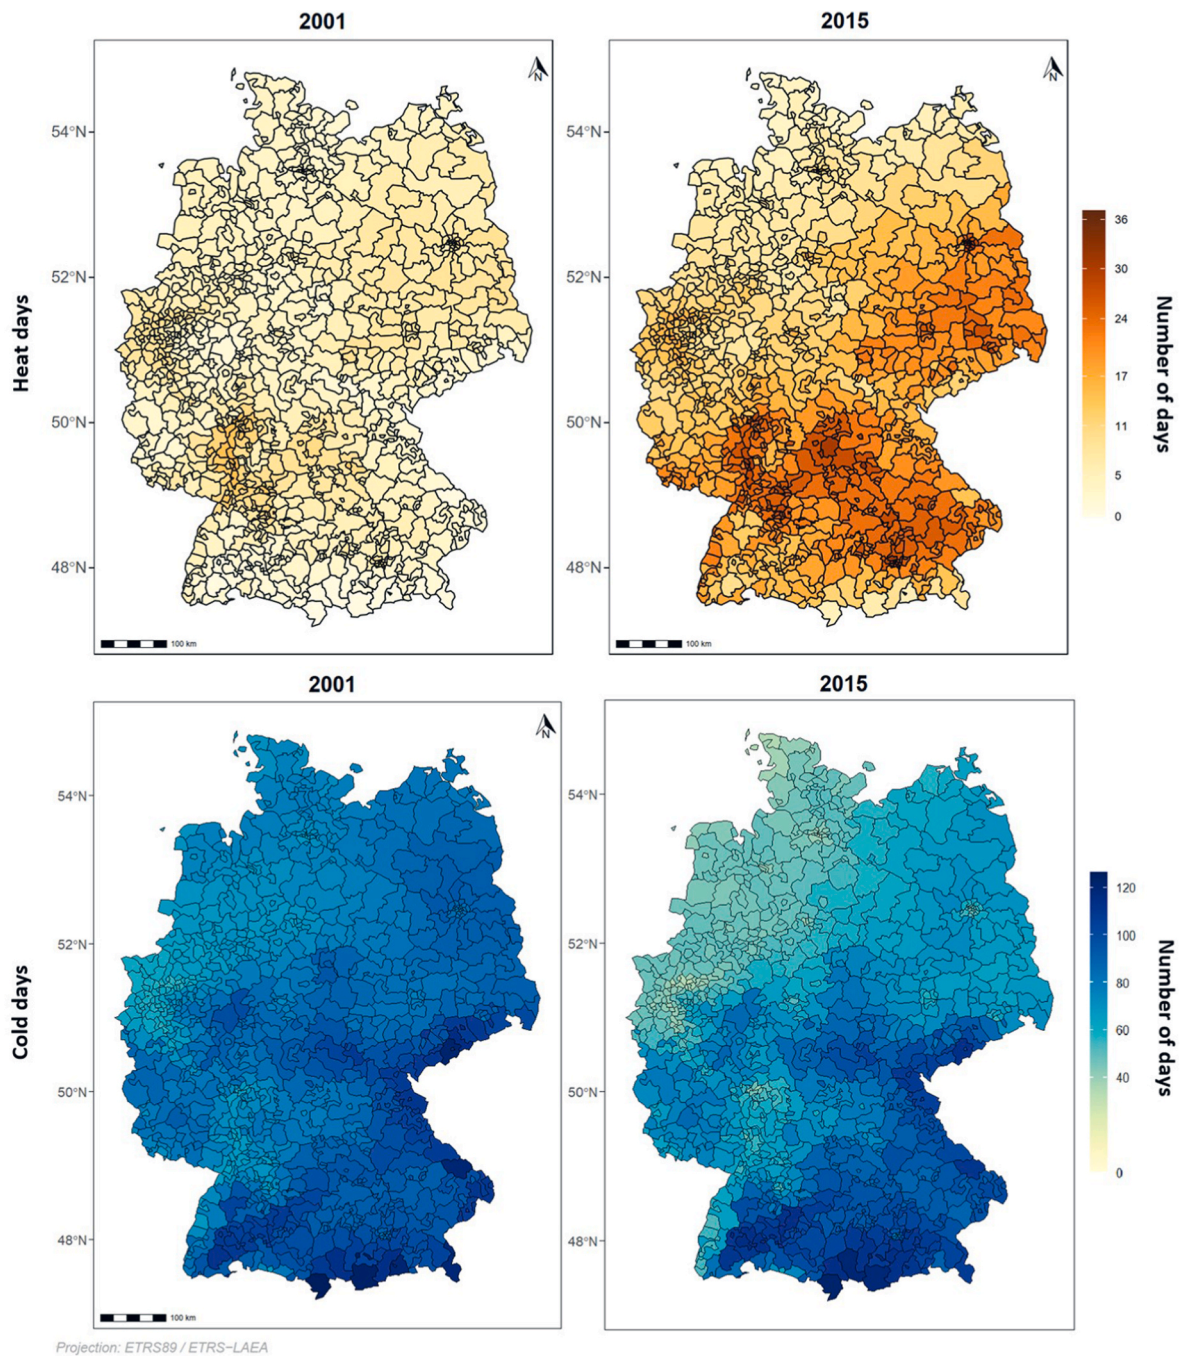 2001
2015
N
N
54°N
54°N
52°N
52°N
50°N
50°N
48°N
48°N
Heat days
36
30
24
17
11
5
0
Number of days
100 km
100 km
2001
2015
N
54°N
54°N
52°N
52°N
50°N
50°N
48°N
48°N
Cold days
120
100
80
60
40
0
Number of days
100 km
Projection: ETRS89 / ETRS−LAEA